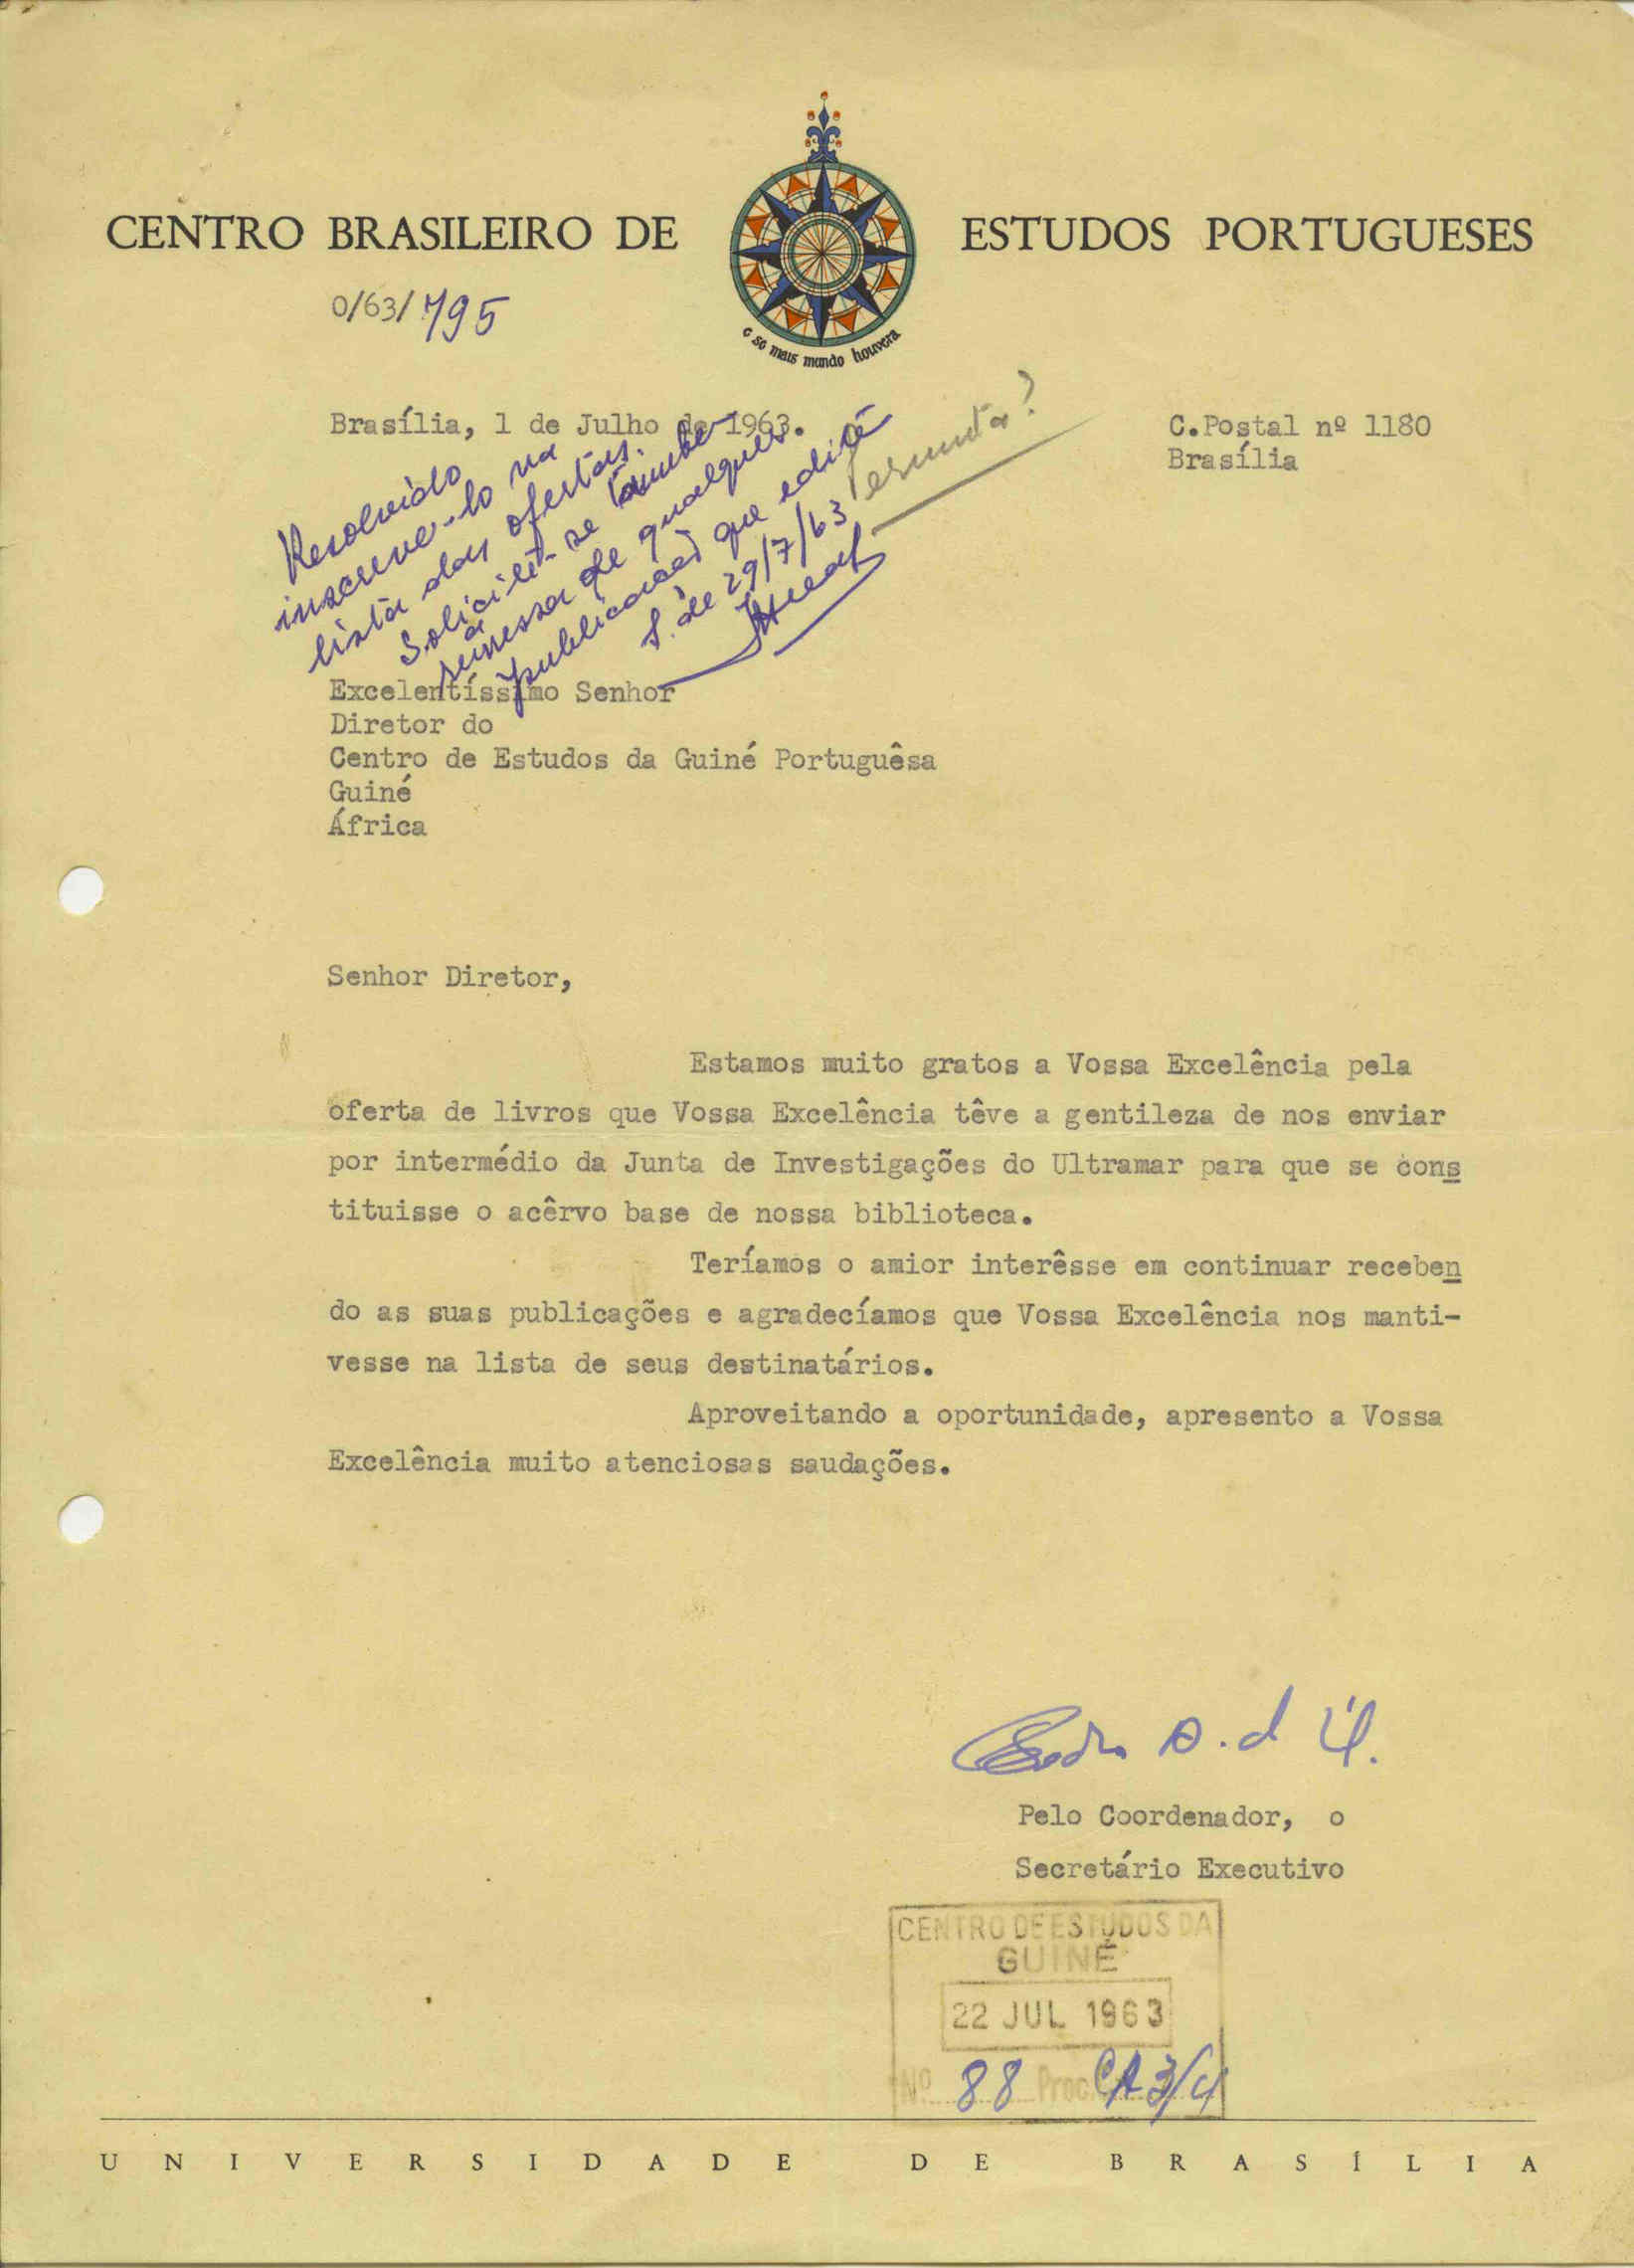 CENTRO BRASILEIRO DE ESTUDOS PORTUGUESES
e se mais mundo houvera
0/63/795
Brasília, 1 de Julho de 1963.
C.Postal nº 1180
Brasília
Resolvido
inscreve-lo na
lista das ofertas.
Solicite-se também
a remessa de qualquer
publicação que edite
S. de 29/7/63
Permuta?
Excelentíssimo Senhor
Diretor do
Centro de Estudos da Guiné Portuguêsa
Guiné
África
Senhor Diretor,
Estamos muito gratos a Vossa Excelência pela
oferta de livros que Vossa Excelência têve a gentileza de nos enviar
por intermédio da Junta de Investigações do Ultramar para que se cons
tituisse o acêrvo base de nossa biblioteca.
Teríamos o amior interêsse em continuar receben
do as suas publicações e agradecíamos que Vossa Excelência nos manti-
vesse na lista de seus destinatários.
Aproveitando a oportunidade, apresento a Vossa
Excelência muito atenciosas saudações.
Pelo Coordenador, o
Secretário Executivo
CENTRO DE ESTUDOS DA
GUINÉ
22 JUL 1963
Nº 88 Proc. CA 3/4
UNIVERSIDADE DE BRASÍLIA